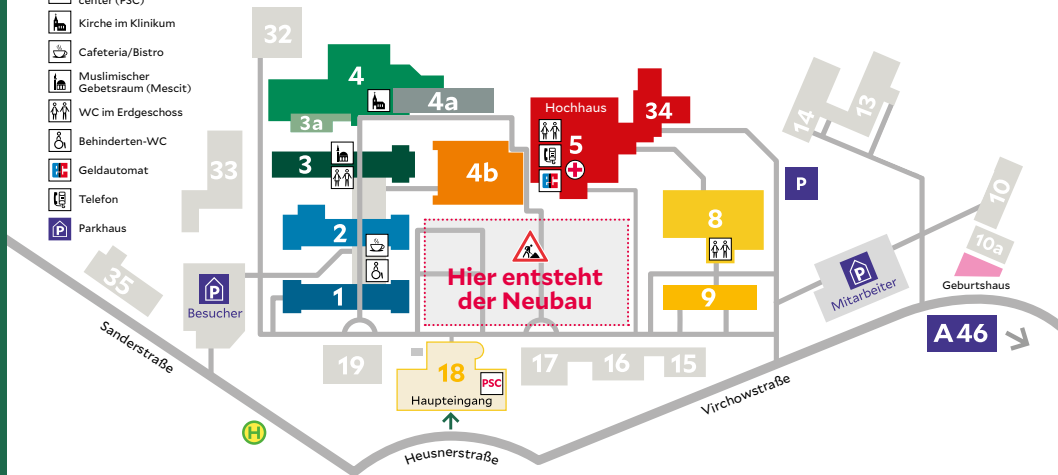 center (PSC)
Kirche im Klinikum
Cafeteria/Bistro
Muslimischer
Gebetsraum (Mescit)
WC im Erdgeschoss
Behinderten-WC
Geldautomat
Telefon
P
Parkhaus
32
4
4a
3a
3
33
2
1
4b
Hochhaus
5
34
14
13
P
8
9
10
10a
Geburtshaus
P
Mitarbeiter
A 46
Hier entsteht
der Neubau
35
P
Besucher
Sanderstraße
19
18
PSC
Haupteingang
17
16
15
Virchowstraße
H
Heusnerstraße